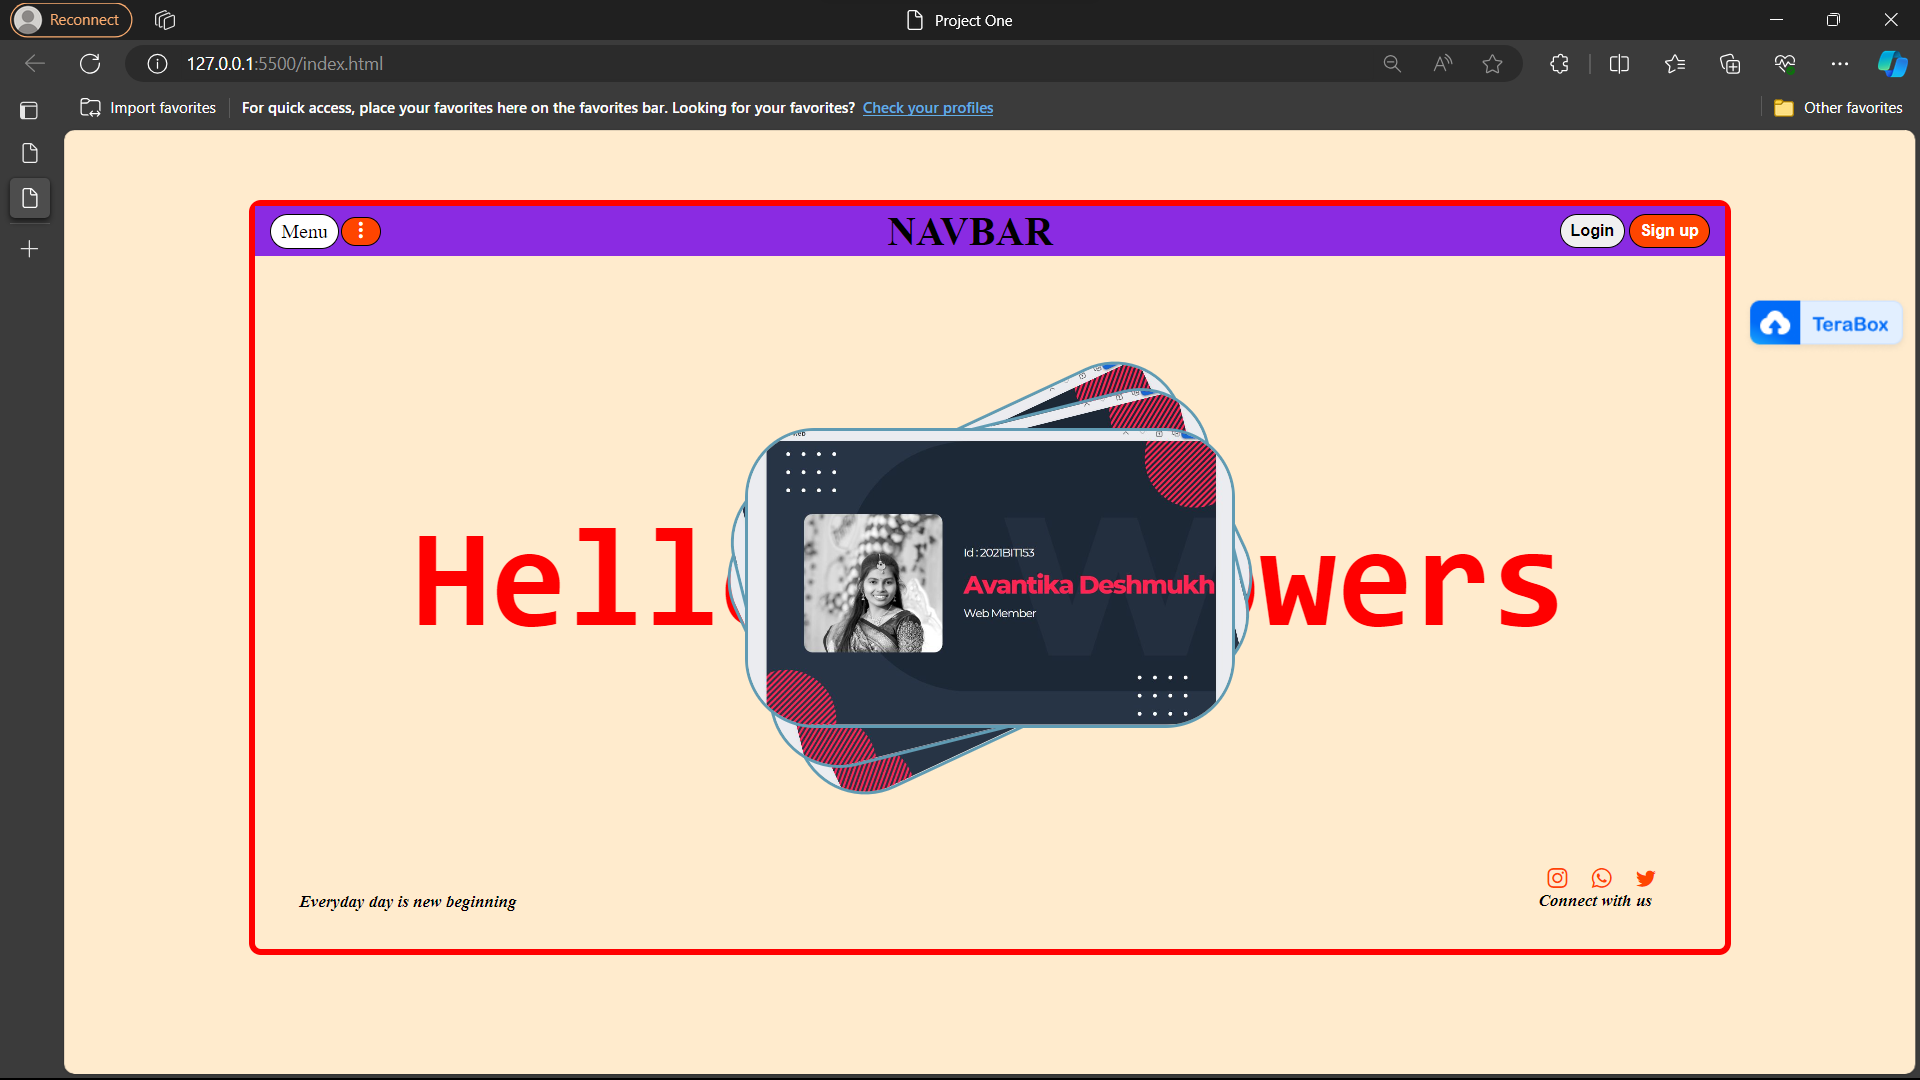 Reconnect
Project One
127.0.0.1:5500/index.html
Import favorites
For quick access, place your favorites here on the favorites bar. Looking for your favorites? Check your profiles
Other favorites
Menu
NAVBAR
Login
Sign up
TeraBox
Id : 2021BIT153
Hell
wers
Avantika Deshmukh
Web Member
Connect with us
Everyday day is new beginning